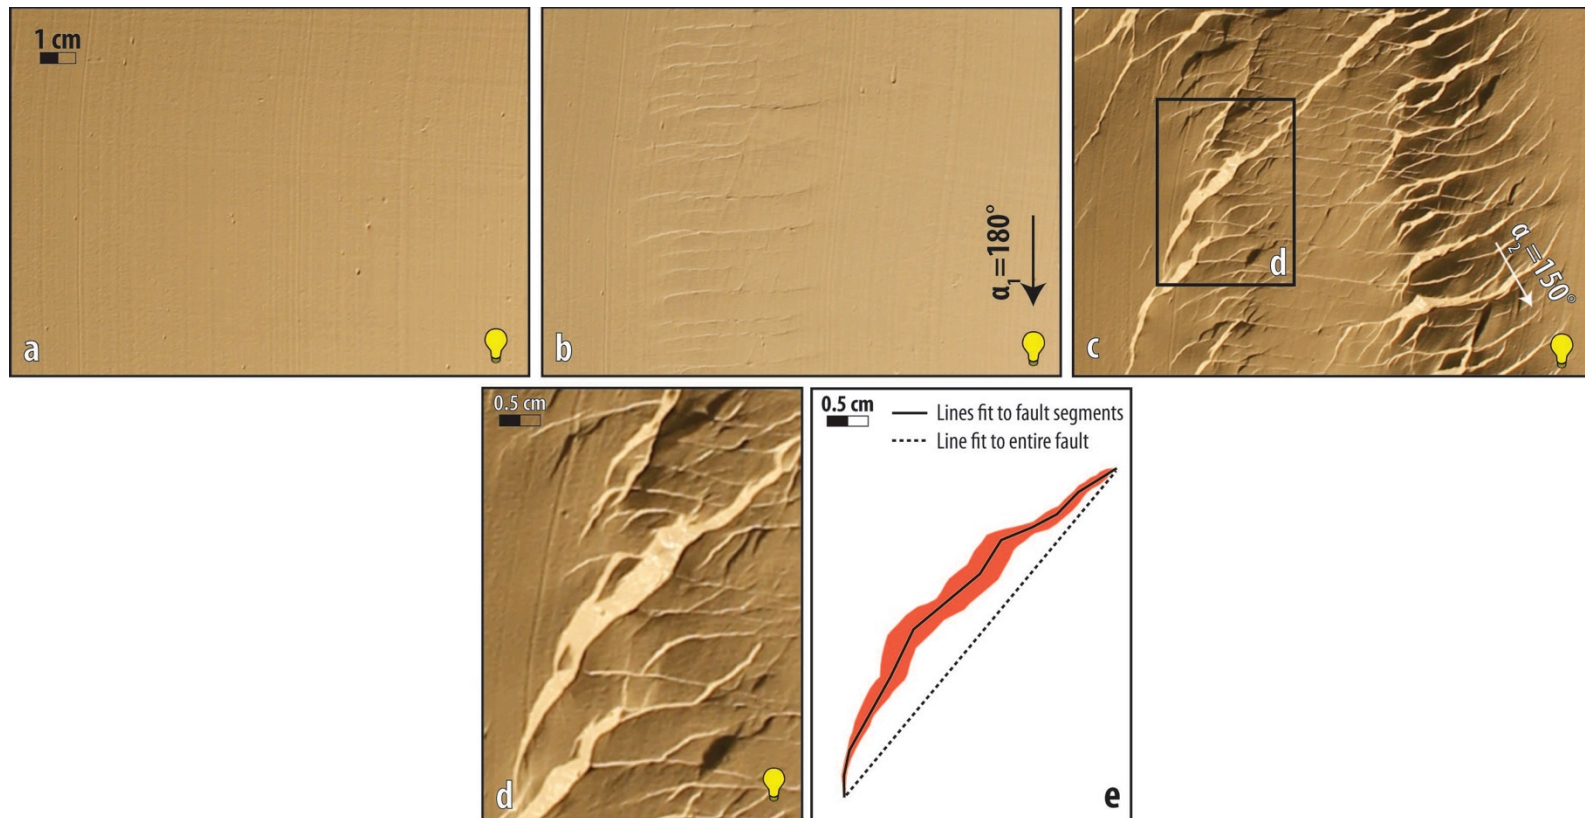 1 cm
a
b
α₁=180°
c
d
α₂=150°
0.5 cm
d
0.5 cm
Lines fit to fault segments
Line fit to entire fault
e